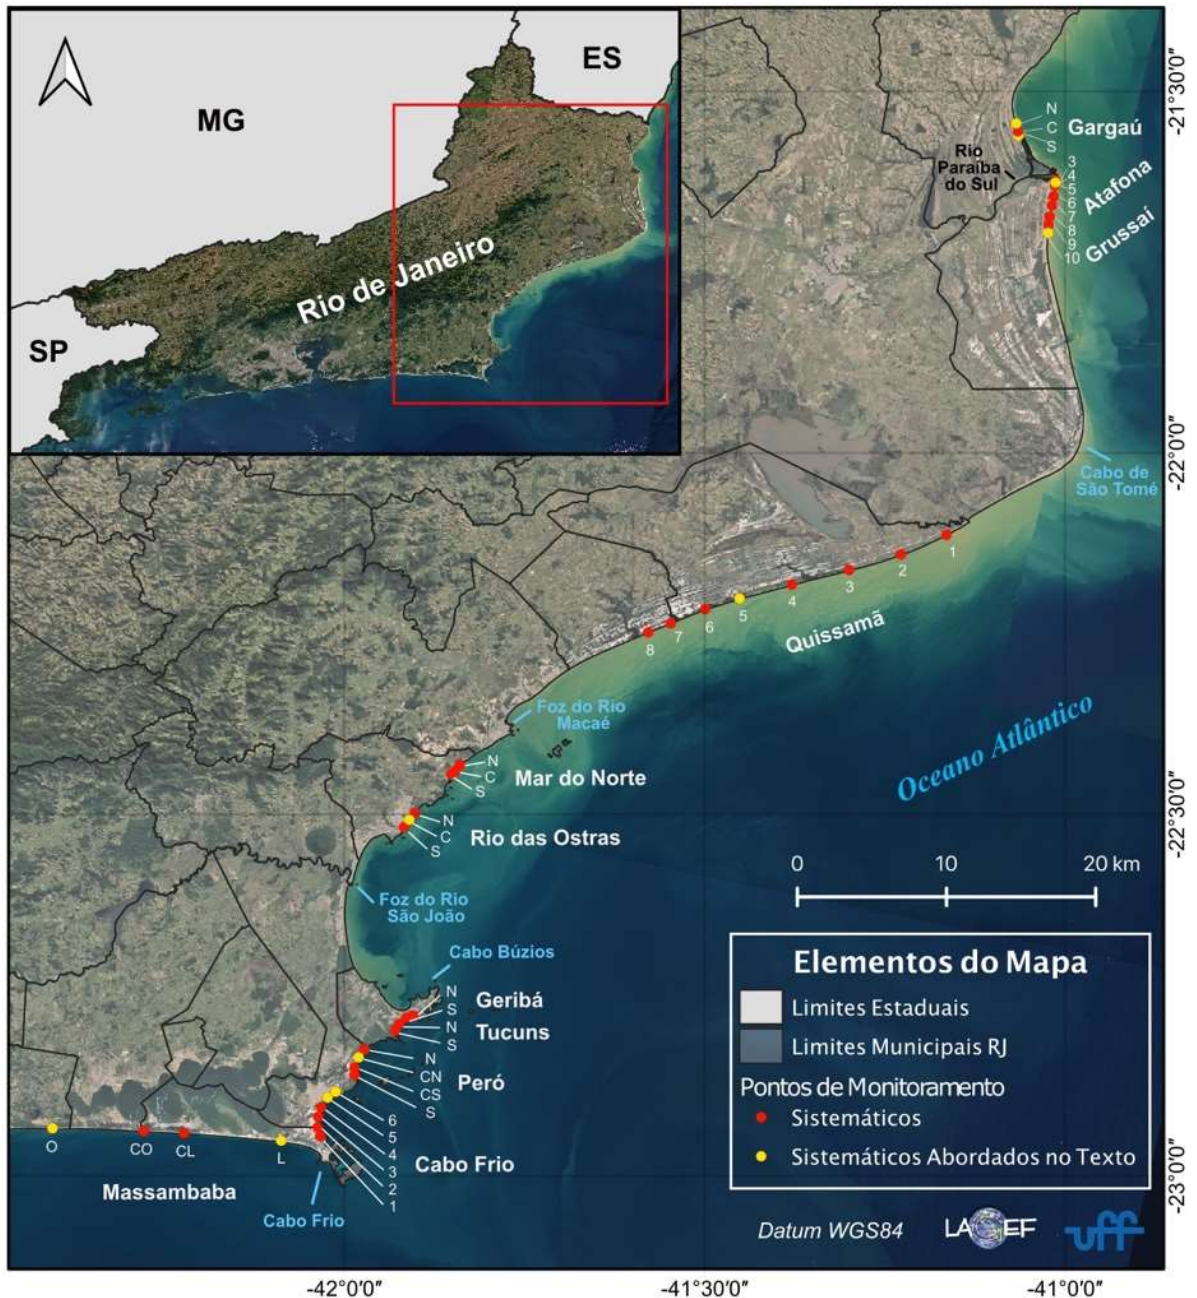 ES
MG
Rio de Janeiro
SP
-21°30'0"
N
C
S
Gargaú
Rio
Paraíba
do Sul
3
4
5
6
7
8
9
10
Atafona
Grussaí
-22°0'0"
Cabo de
São Tomé
1
2
3
4
5
6
7
8
Quissamã
Foz do Rio
Macaé
Oceano Atlântico
N
C
S
Mar do Norte
-22°30'0"
N
C
S
Rio das Ostras
0
10
20 km
Foz do Rio
São João
Cabo Búzios
N
S
Geribá
N
S
Tucuns
N
CN
CS
S
Peró
6
5
4
3
2
1
Cabo Frio
O
CO
CL
L
Massambaba
Cabo Frio
Elementos do Mapa
Limites Estaduais
Limites Municipais RJ
Pontos de Monitoramento
Sistemáticos
Sistemáticos Abordados no Texto
-23°0'0"
Datum WGS84
LAGEF
uff
-42°0'0"
-41°30'0"
-41°0'0"